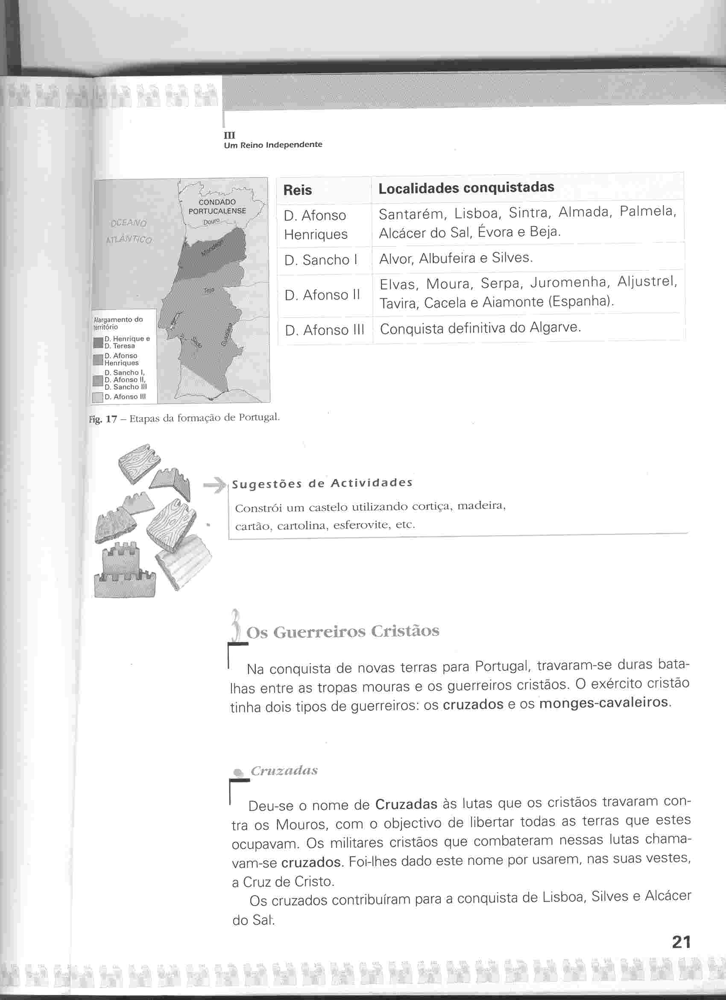 III
Um Reino Independente
CONDADO
PORTUCALENSE
Douro
OCEANO
ATLÂNTICO
Mondego
Tejo
Sado
Guadiana
Alargamento do
território
D. Henrique e
D. Teresa
D. Afonso
Henriques
D. Sancho I,
D. Afonso II,
D. Sancho III
D. Afonso III
Fig. 17 – Etapas da formação de Portugal.
Reis Localidades conquistadas
D. Afonso Santarém, Lisboa, Sintra, Almada, Palmela,
Henriques Alcácer do Sal, Évora e Beja.
D. Sancho I Alvor, Albufeira e Silves.
D. Afonso II Elvas, Moura, Serpa, Juromenha, Aljustrel,
Tavira, Cacela e Aiamonte (Espanha).
D. Afonso III Conquista definitiva do Algarve.
Sugestões de Actividades
Constrói um castelo utilizando cortiça, madeira,
cartão, cartolina, esferovite, etc.
3 Os Guerreiros Cristãos
Na conquista de novas terras para Portugal, travaram-se duras bata-
lhas entre as tropas mouras e os guerreiros cristãos. O exército cristão
tinha dois tipos de guerreiros: os cruzados e os monges-cavaleiros.
Cruzadas
Deu-se o nome de Cruzadas às lutas que os cristãos travaram con-
tra os Mouros, com o objectivo de libertar todas as terras que estes
ocupavam. Os militares cristãos que combateram nessas lutas chama-
vam-se cruzados. Foi-lhes dado este nome por usarem, nas suas vestes,
a Cruz de Cristo.
Os cruzados contribuíram para a conquista de Lisboa, Silves e Alcácer
do Sal.
21